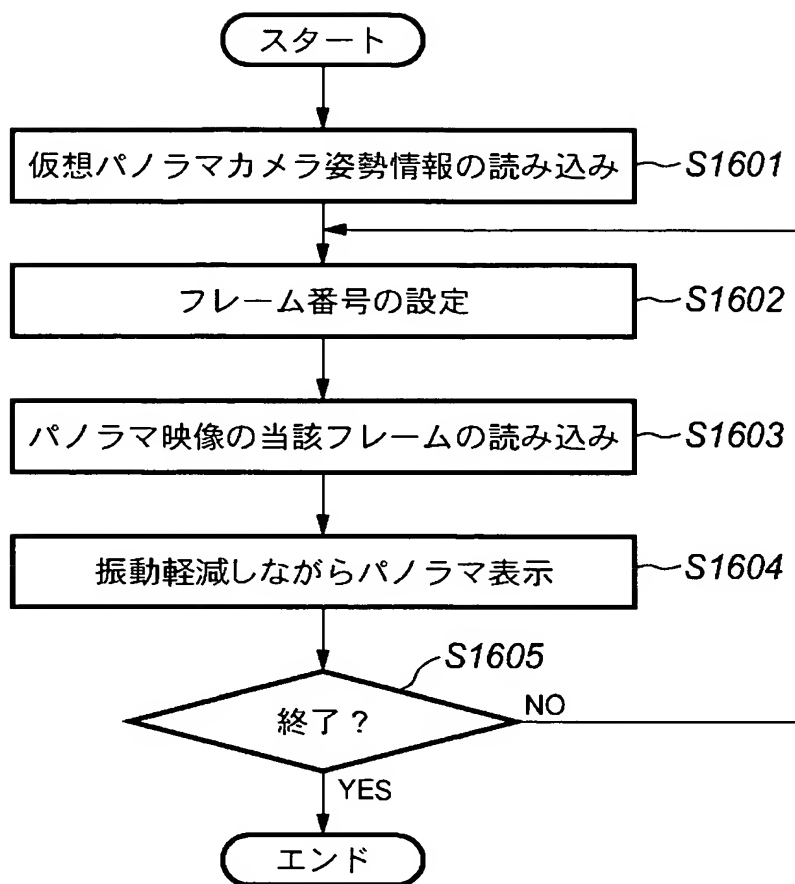 スタート
仮想パノラマカメラ姿勢情報の読み込み
S1601
フレーム番号の設定
S1602
パノラマ映像の当該フレームの読み込み
S1603
振動軽減しながらパノラマ表示
S1604
S1605
終了?
NO
YES
エンド